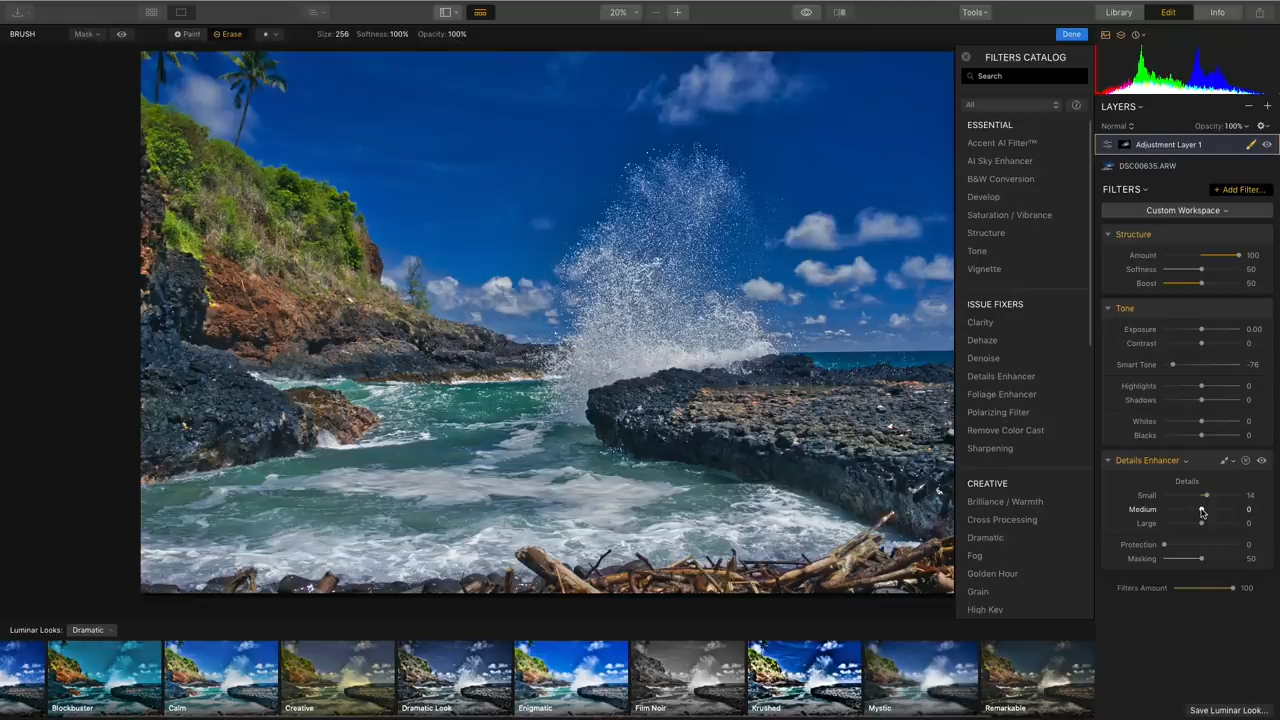 20%
Tools
Library
Edit
Info
BRUSH
Mask
Paint
Erase
Size: 256
Softness: 100%
Opacity: 100%
Done
FILTERS CATALOG
Search
All
ESSENTIAL
Accent AI Filter™
AI Sky Enhancer
B&W Conversion
Develop
Saturation / Vibrance
Structure
Tone
Vignette
ISSUE FIXERS
Clarity
Dehaze
Denoise
Details Enhancer
Foliage Enhancer
Polarizing Filter
Remove Color Cast
Sharpening
CREATIVE
Brilliance / Warmth
Cross Processing
Dramatic
Fog
Golden Hour
Grain
High Key
LAYERS
Normal
Opacity: 100%
Adjustment Layer 1
DSC00635.ARW
FILTERS
+ Add Filter...
Custom Workspace
Structure
Amount 100
Softness 50
Boost 50
Tone
Exposure 0.00
Contrast 0
Smart Tone -76
Highlights 0
Shadows 0
Whites 0
Blacks 0
Details Enhancer
Details
Small 14
Medium 0
Large 0
Protection 0
Masking 50
Filters Amount 100
Luminar Looks: Dramatic
Blockbuster
Calm
Creative
Dramatic Look
Enigmatic
Film Noir
Krushed
Mystic
Remarkable
Save Luminar Look...